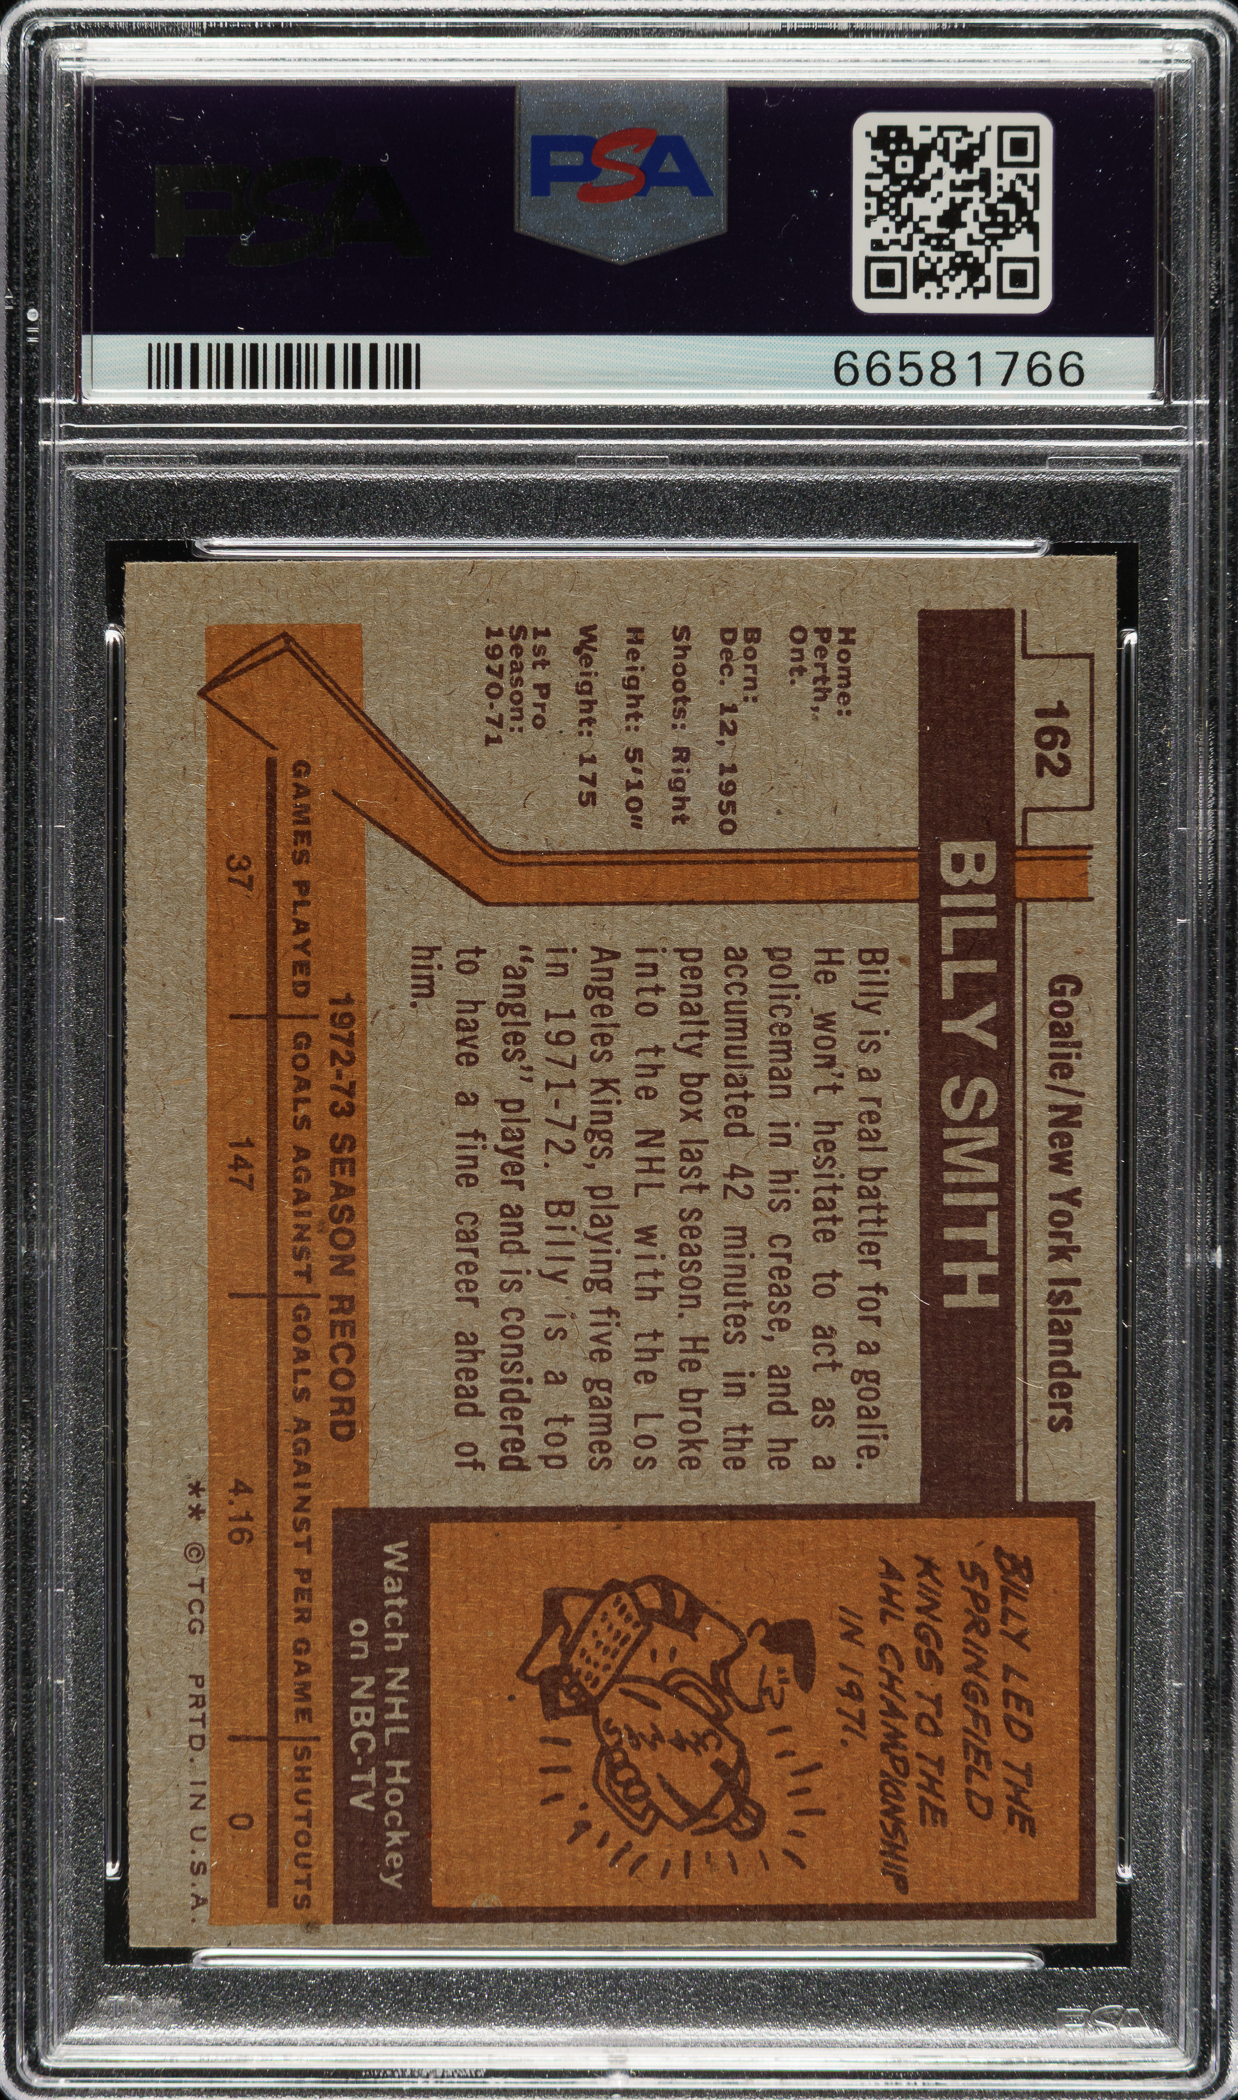 PSA
PSA
66581766
162
Goalie/New York Islanders
BILLY SMITH
Home:
Perth,
Ont.
Born:
Dec. 12, 1950
Shoots: Right
Height: 5'10"
Weight: 175
1st Pro
Season:
1970-71
Billy is a real battler for a goalie.
He won't hesitate to act as a
policeman in his crease, and he
accumulated 42 minutes in the
penalty box last season. He broke
into the NHL with the Los
Angeles Kings, playing five games
in 1971-72. Billy is a top
"angles" player and is considered
to have a fine career ahead of
him.
BILLY LED THE
SPRINGFIELD
KINGS TO THE
AHL CHAMPIONSHIP
IN 1971.
Watch NHL Hockey
on NBC-TV
1972-73 SEASON RECORD
GAMES PLAYED | GOALS AGAINST | GOALS AGAINST PER GAME | SHUTOUTS
37 147 4.16 0
** © TCG PRTD. IN U.S.A.
PSA